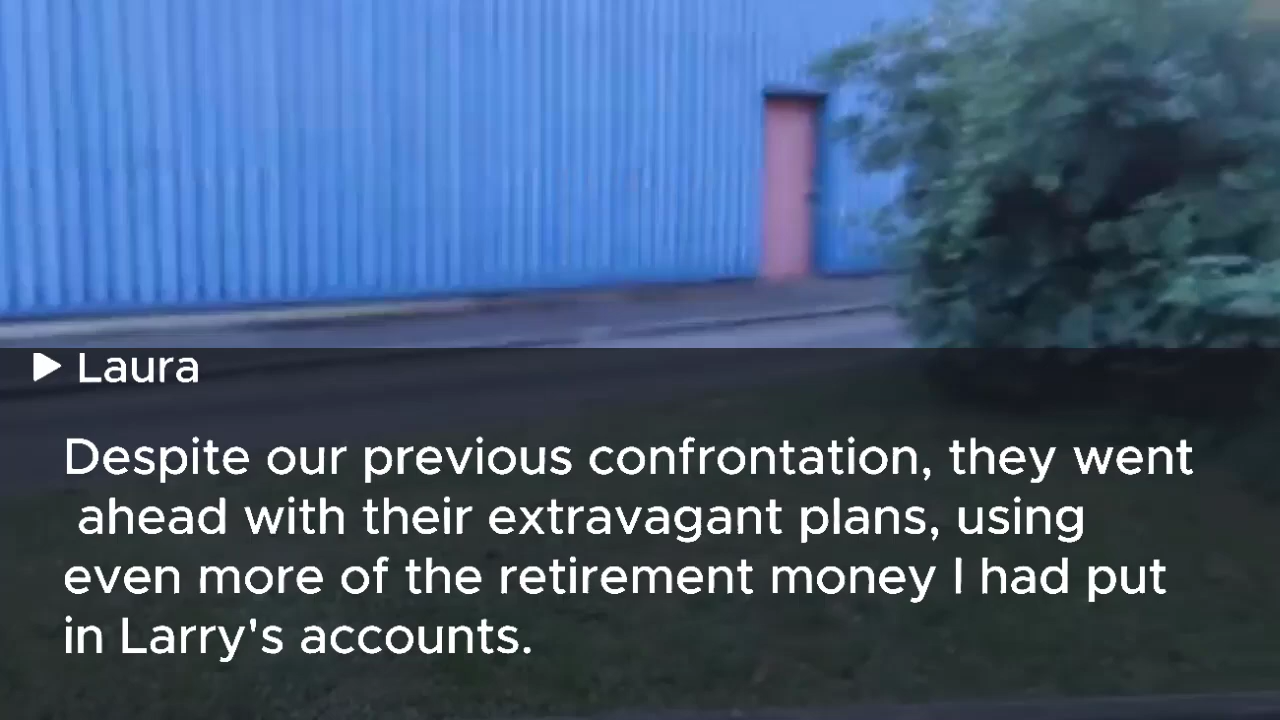 ▶ Laura
Despite our previous confrontation, they went
ahead with their extravagant plans, using
even more of the retirement money I had put
in Larry's accounts.